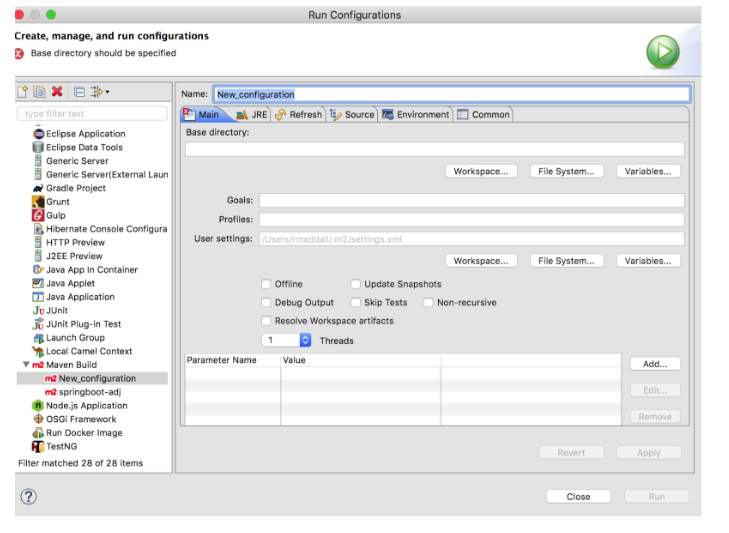 Run Configurations
Create, manage, and run configurations
Base directory should be specified
type filter text
Eclipse Application
Eclipse Data Tools
Generic Server
Generic Server(External Laun
Gradle Project
Grunt
Gulp
Hibernate Console Configura
HTTP Preview
J2EE Preview
Java App In Container
Java Applet
Java Application
Ju JUnit
JUnit Plug-in Test
Launch Group
Local Camel Context
m2 Maven Build
m2 New_configuration
m2 springboot-adj
Node.js Application
OSGi Framework
Run Docker Image
TestNG
Filter matched 28 of 28 items
Name: New_configuration
Main JRE Refresh Source Environment Common
Base directory:
Workspace... File System... Variables...
Goals:
Profiles:
User settings: /Users/rmaddali/.m2/settings.xml
Workspace... File System... Variables...
Offline Update Snapshots
Debug Output Skip Tests Non-recursive
Resolve Workspace artifacts
1 Threads
Parameter Name Value
Add...
Edit...
Remove
Revert Apply
? Close Run